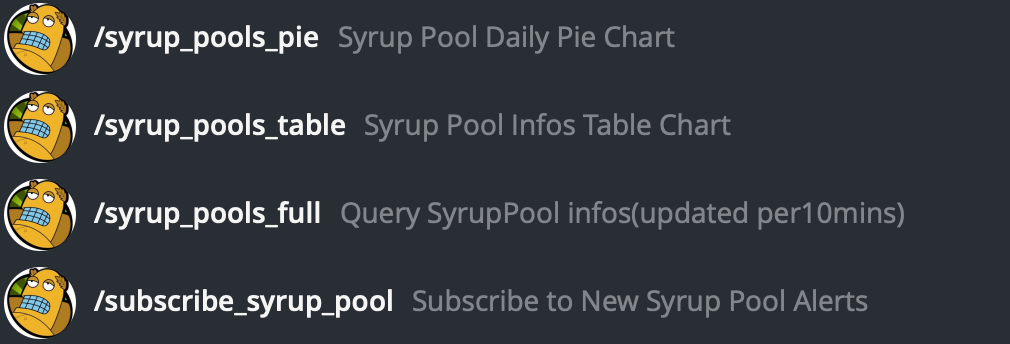 /syrup_pools_pie Syrup Pool Daily Pie Chart
/syrup_pools_table Syrup Pool Infos Table Chart
/syrup_pools_full Query SyrupPool infos(updated per10mins)
/subscribe_syrup_pool Subscribe to New Syrup Pool Alerts